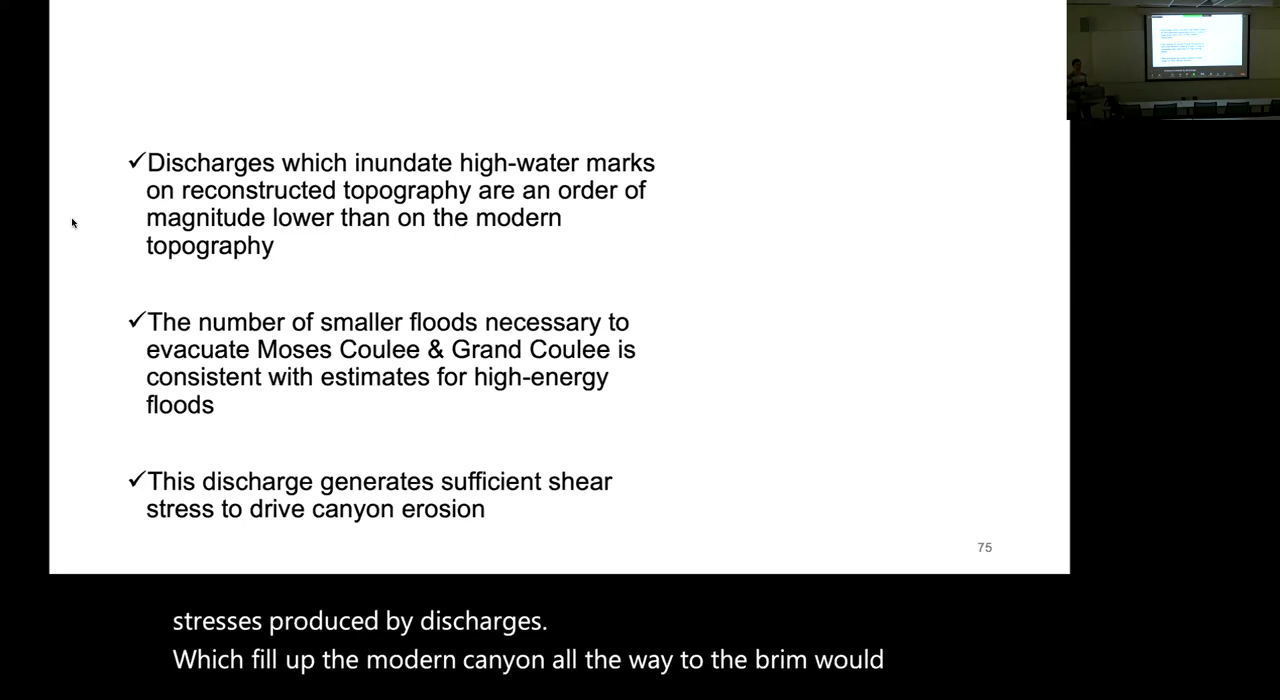 ✓Discharges which inundate high-water marks
on reconstructed topography are an order of
magnitude lower than on the modern
topography
✓The number of smaller floods necessary to
evacuate Moses Coulee & Grand Coulee is
consistent with estimates for high-energy
floods
✓This discharge generates sufficient shear
stress to drive canyon erosion
75
stresses produced by discharges.
Which fill up the modern canyon all the way to the brim would